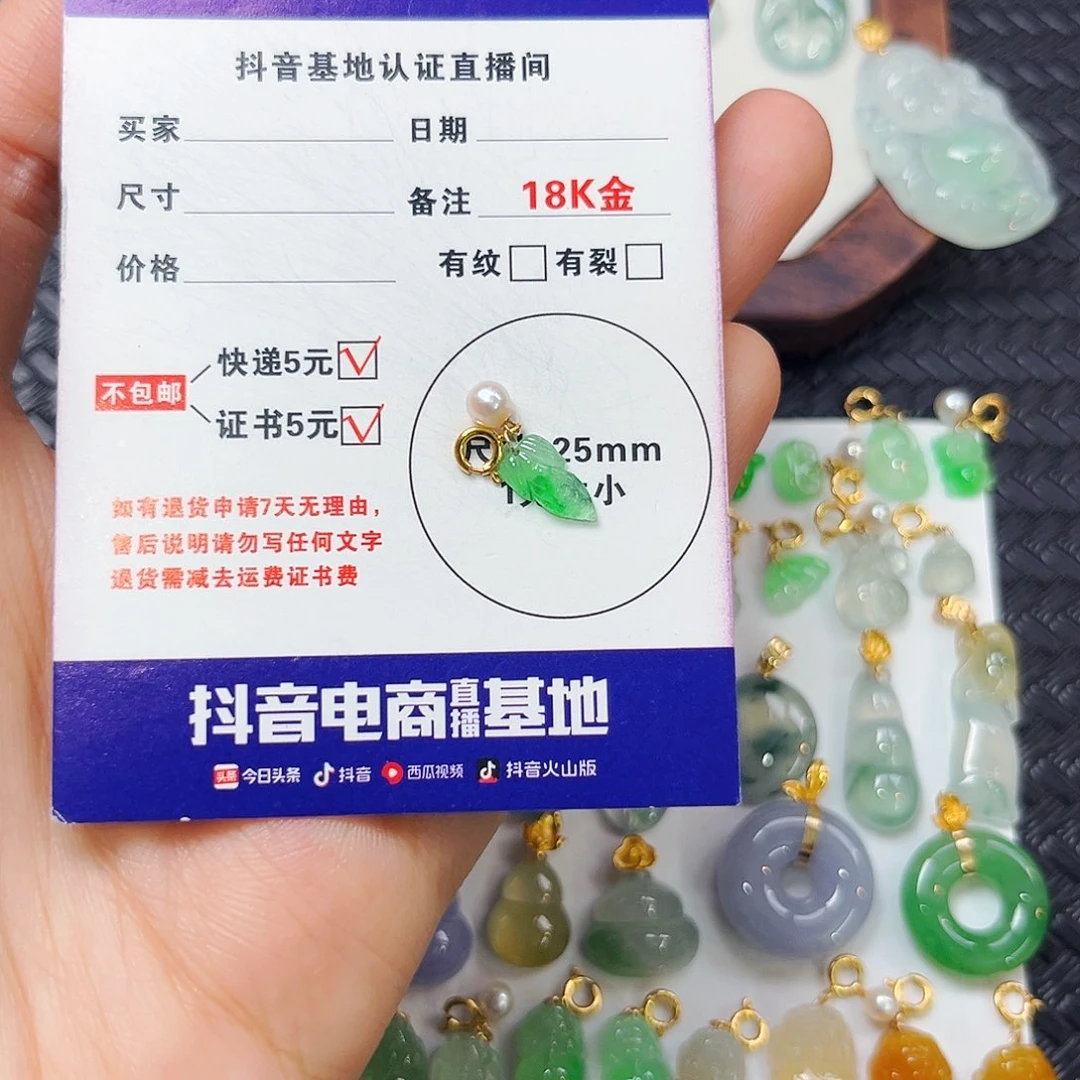 抖音基地认证直播间
买家 日期
尺寸 备注 18K金
价格 有纹 有裂
不包邮
快递5元
证书5元
尺 25mm
小
如有退货申请7天无理由，
售后说明请勿写任何文字
退货需减去运费证书费
抖音电商直播基地
头条 今日头条 抖音 西瓜视频 抖音火山版